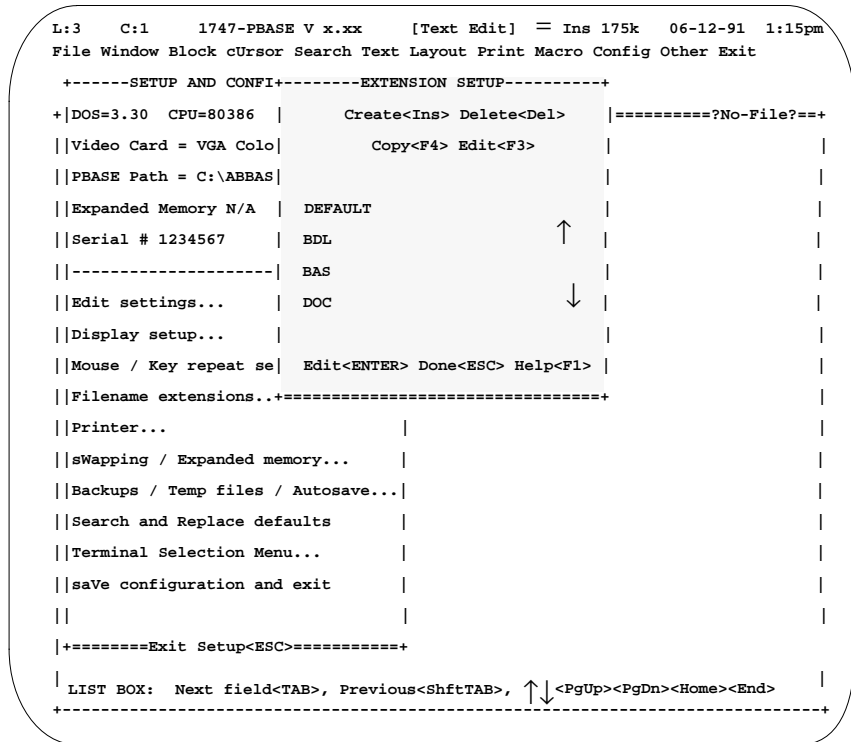 L:3    C:1       1747-PBASE V x.xx      [Text Edit]  = Ins 175k   06-12-91  1:15pm
File Window Block cUrsor Search Text Layout Print Macro Config Other Exit
+------SETUP AND CONFI+--------EXTENSION SETUP----------+
+|DOS=3.30  CPU=80386  |      Create<Ins> Delete<Del>    |==========?No-File?==+
||Video Card = VGA Colo|         Copy<F4> Edit<F3>       |                      |
||PBASE Path = C:\ABBAS|                                 |                      |
||Expanded Memory N/A  |  DEFAULT                        |                      |
||Serial # 1234567     |  BDL                       ↑    |                      |
||---------------------|  BAS                            |                      |
||Edit settings...     |  DOC                       ↓    |                      |
||Display setup...     |                                 |                      |
||Mouse / Key repeat se|  Edit<ENTER> Done<ESC> Help<F1> |                      |
||Filename extensions..+=================================+                      |
||Printer...                         |                                          |
||sWapping / Expanded memory...      |                                          |
||Backups / Temp files / Autosave...|                                          |
||Search and Replace defaults        |                                          |
||Terminal Selection Menu...         |                                          |
||saVe configuration and exit        |                                          |
||                                   |                                          |
|+========Exit Setup<ESC>===========+
| LIST BOX:  Next field<TAB>, Previous<ShftTAB>, ↑↓<PgUp><PgDn><Home><End>     |
+-------------------------------------------------------------------------------+